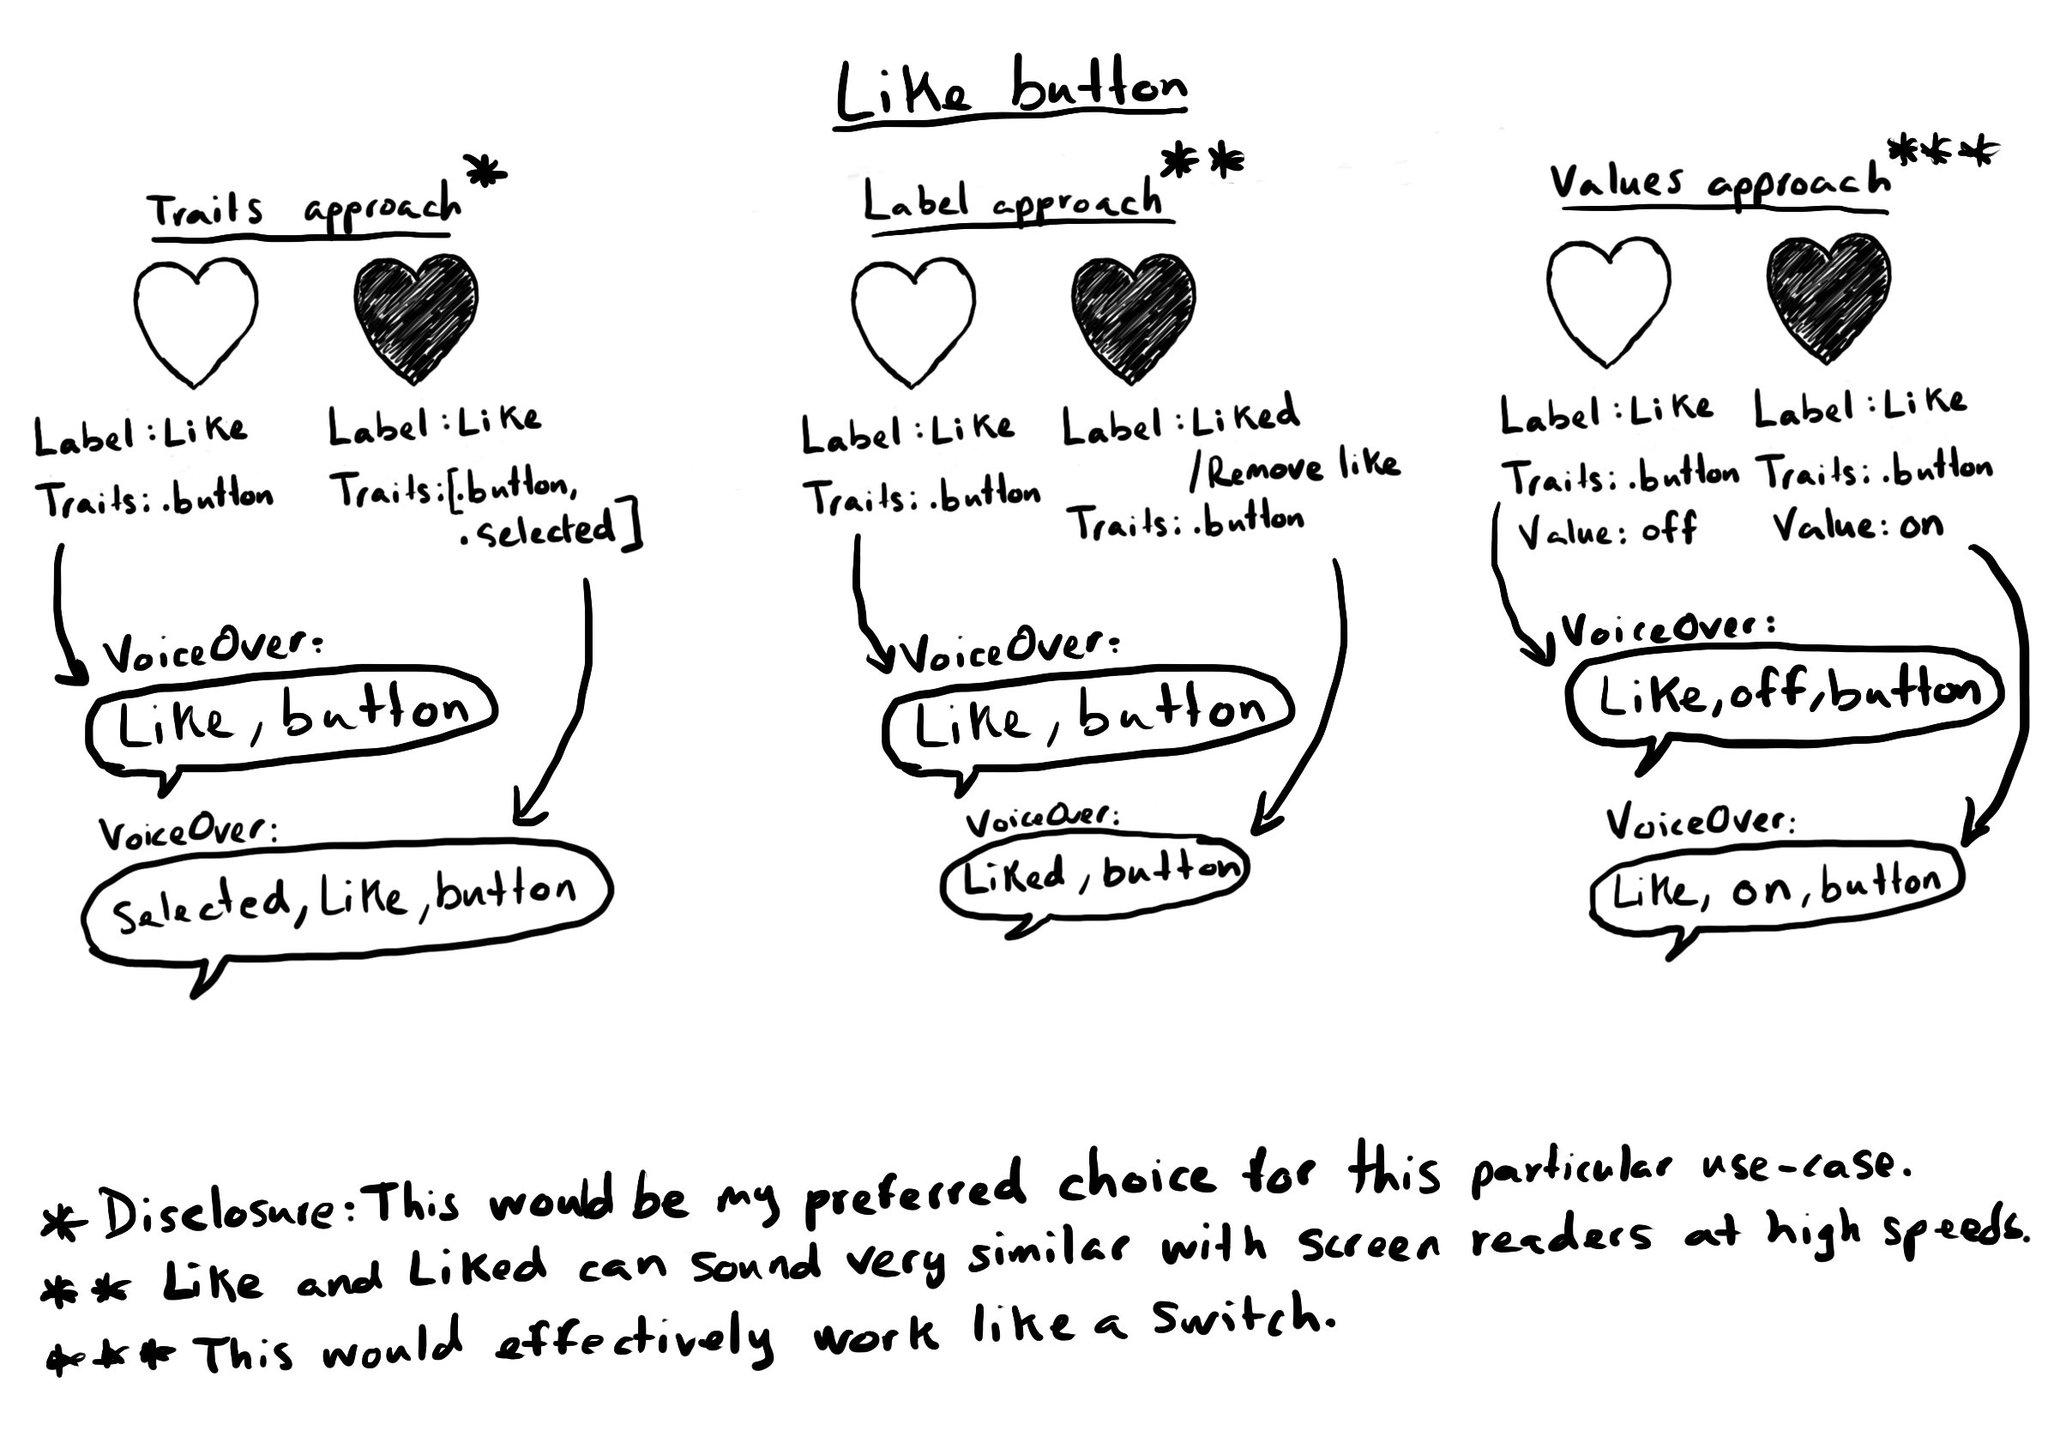 Like button
Traits approach *
Label: Like
Traits: .button
Label: Like
Traits: [.button,
.selected]
VoiceOver:
Like, button
VoiceOver:
Selected, Like, button
Label approach **
Label: Like
Traits: .button
Label: Liked
/Remove like
Traits: .button
VoiceOver:
Like, button
VoiceOver:
Liked, button
Values approach ***
Label: Like
Traits: .button
Value: off
Label: Like
Traits: .button
Value: on
VoiceOver:
Like, off, button
VoiceOver:
Like, on, button
* Disclosure: This would be my preferred choice for this particular use-case.
** Like and Liked can sound very similar with screen readers at high speeds.
*** This would effectively work like a switch.